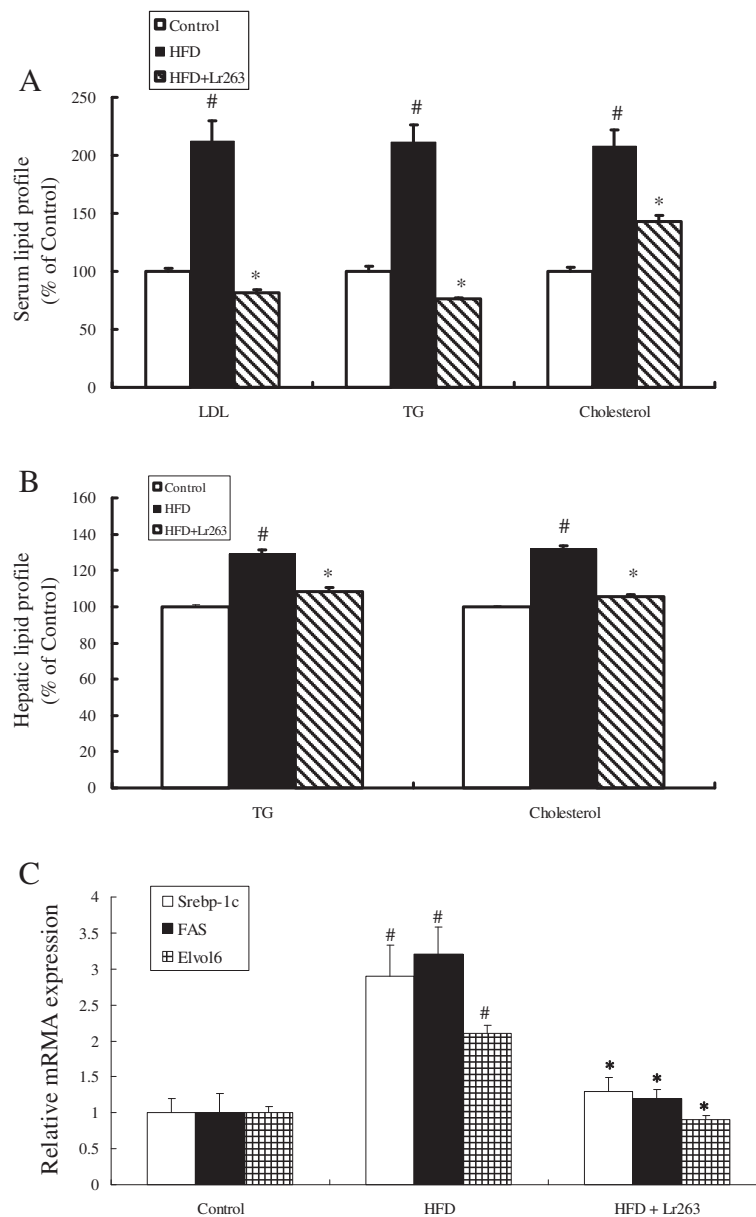 Control
HFD
HFD+Lr263
A
Serum lipid profile
(% of Control)
250
200
150
100
50
0
#
*
#
*
#
*
LDL TG Cholesterol
B
Control
HFD
HFD+Lr263
Hepatic lipid profile
(% of Control)
160
140
120
100
80
60
40
20
0
#
*
#
*
TG Cholesterol
C
Srebp-1c
FAS
Elvol6
Relative mRMA expression
4
3.5
3
2.5
2
1.5
1
0.5
0
#
#
#
*
*
*
Control HFD HFD + Lr263